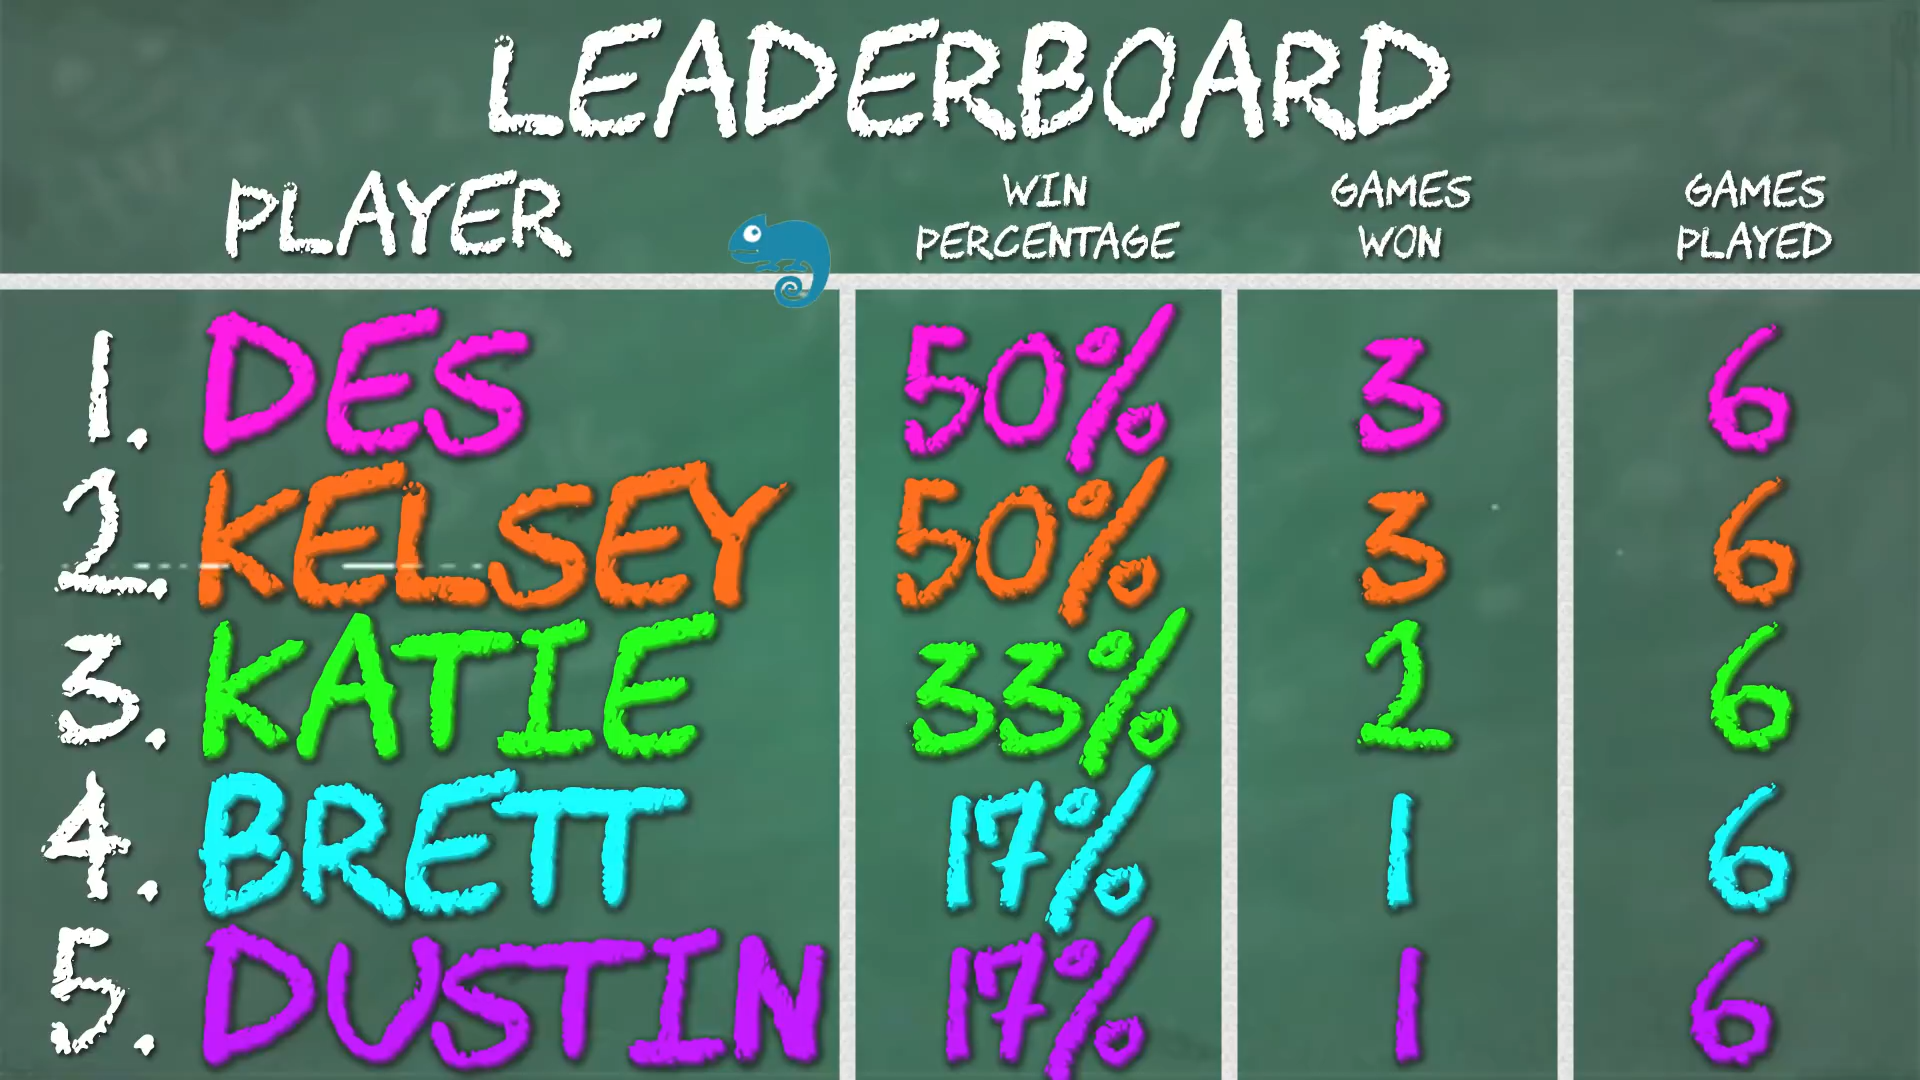 LEADERBOARD
PLAYER WIN PERCENTAGE GAMES WON GAMES PLAYED
1. DES 50% 3 6
2. KELSEY 50% 3 6
3. KATIE 33% 2 6
4. BRETT 17% 1 6
5. DUSTIN 17% 1 6